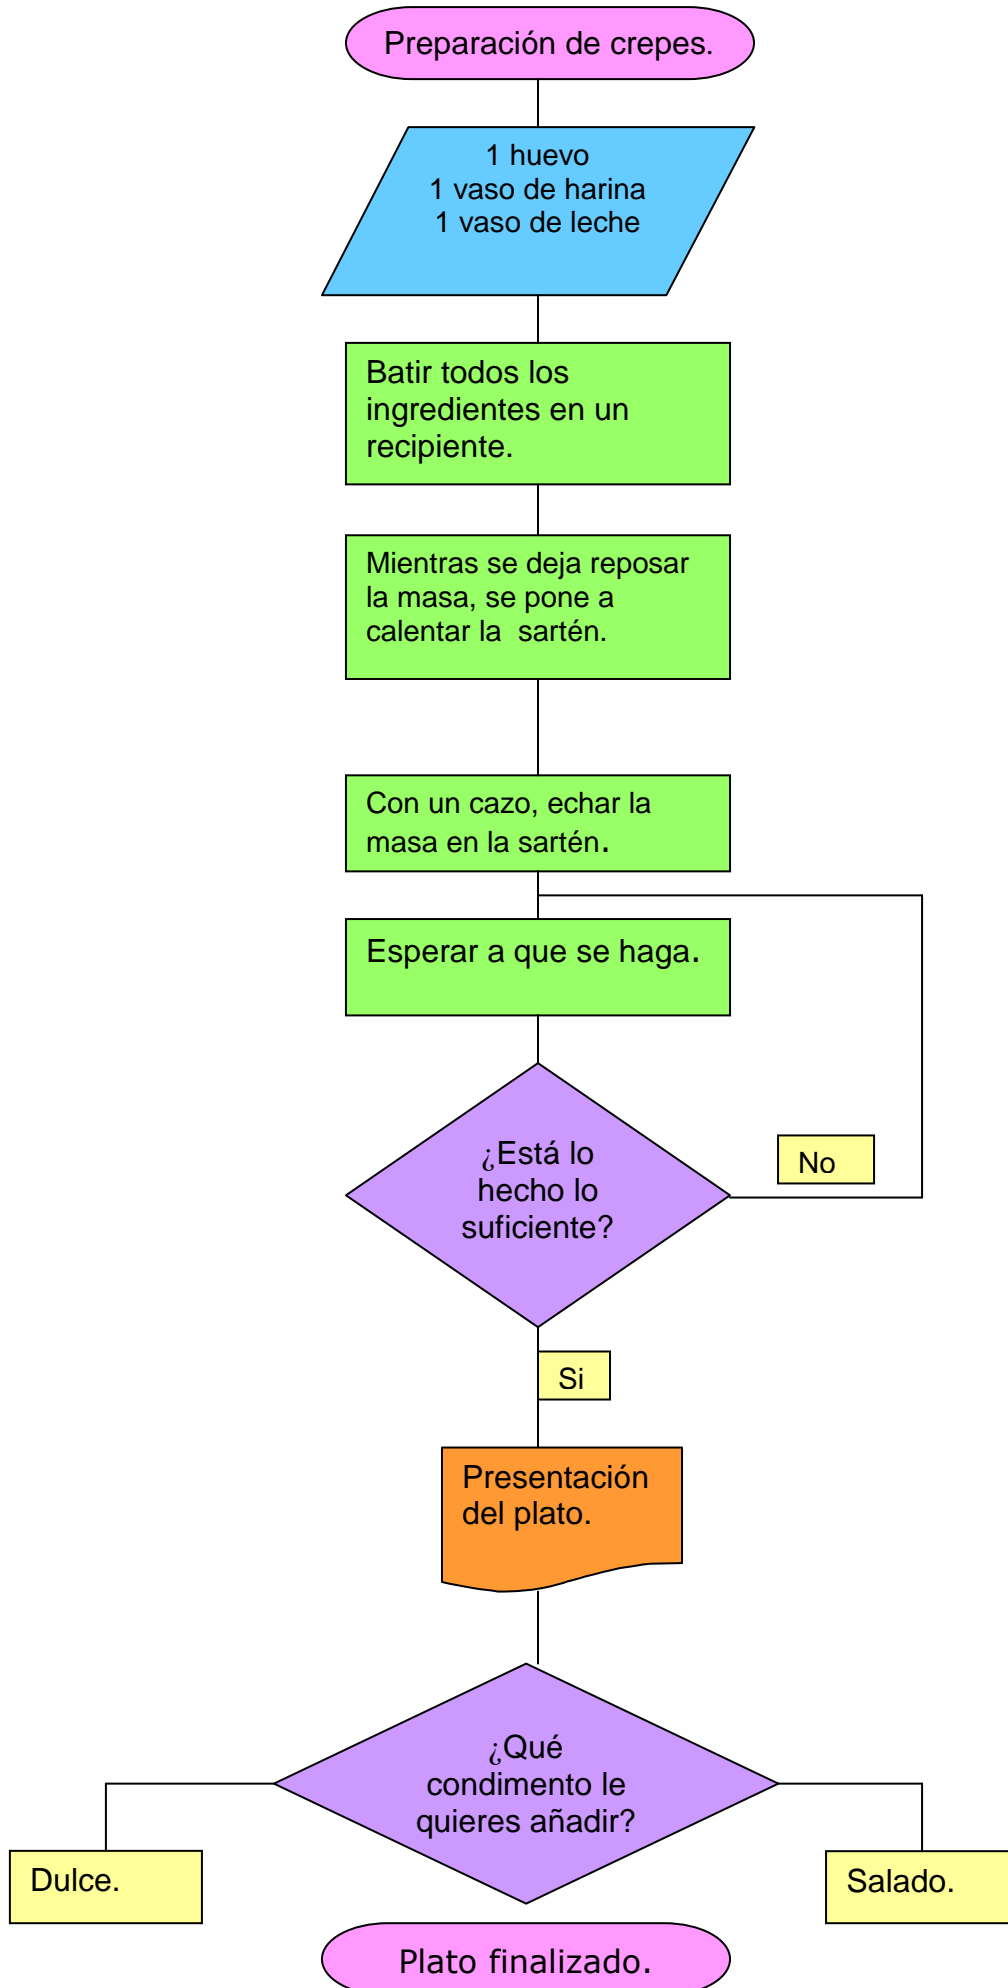 Preparación de crepes.
1 huevo
1 vaso de harina
1 vaso de leche
Batir todos los
ingredientes en un
recipiente.
Mientras se deja reposar
la masa, se pone a
calentar la  sartén.
Con un cazo, echar la
masa en la sartén.
Esperar a que se haga.
¿Está lo
hecho lo
suficiente?
No
Si
Presentación
del plato.
¿Qué
condimento le
quieres añadir?
Dulce.
Salado.
Plato finalizado.